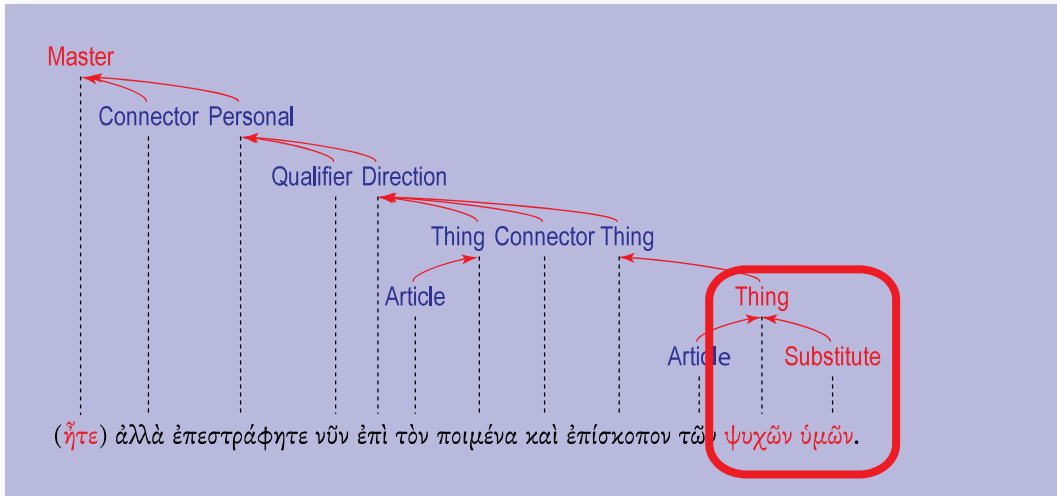 Master
Connector Personal
Qualifier Direction
Thing Connector Thing
Article Thing
Article Substitute
(ἦτε) ἀλλὰ ἐπεστράφητε νῦν ἐπὶ τὸν ποιμένα καὶ ἐπίσκοπον τῶν ψυχῶν ὑμῶν.